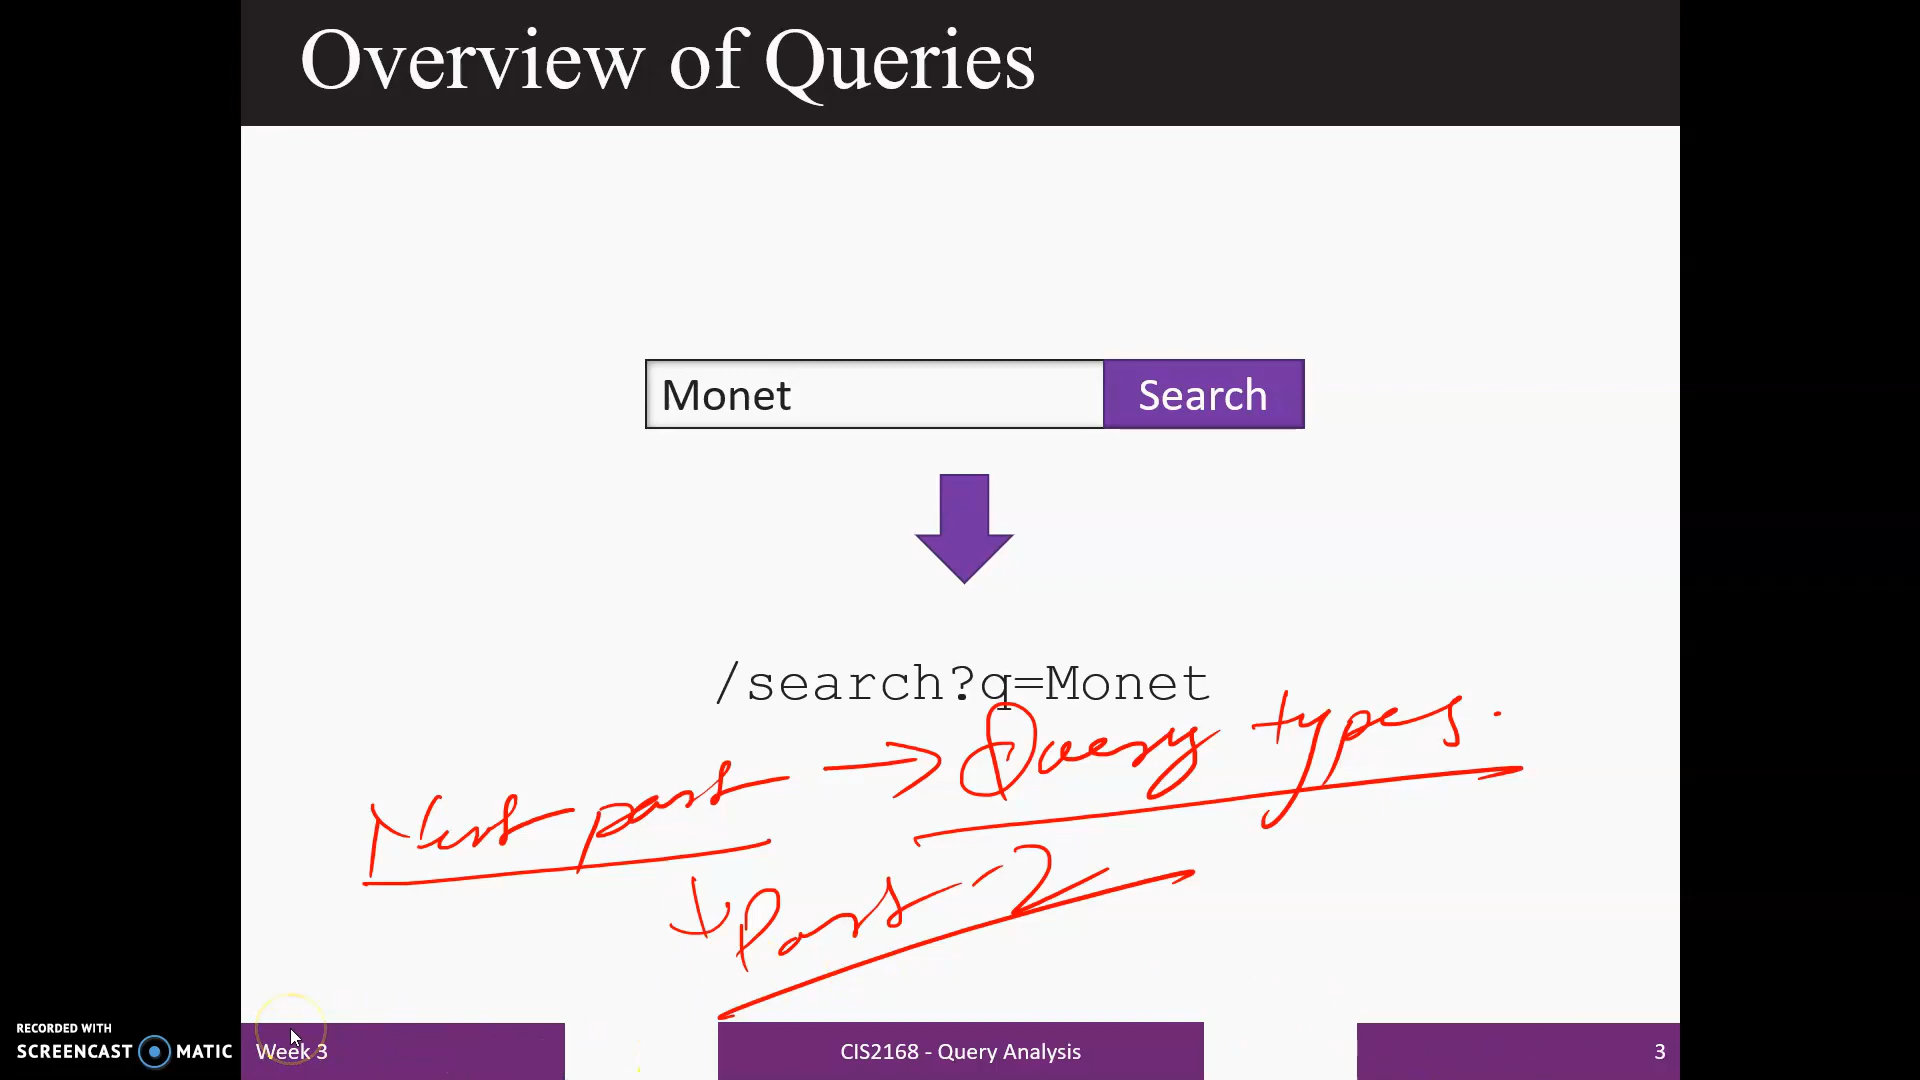 Overview of Queries
Monet
Search
/search?q=Monet
Next part → Query types.
↓ Part - 2
RECORDED WITH
SCREENCAST MATIC
Week 3
CIS2168 - Query Analysis
3